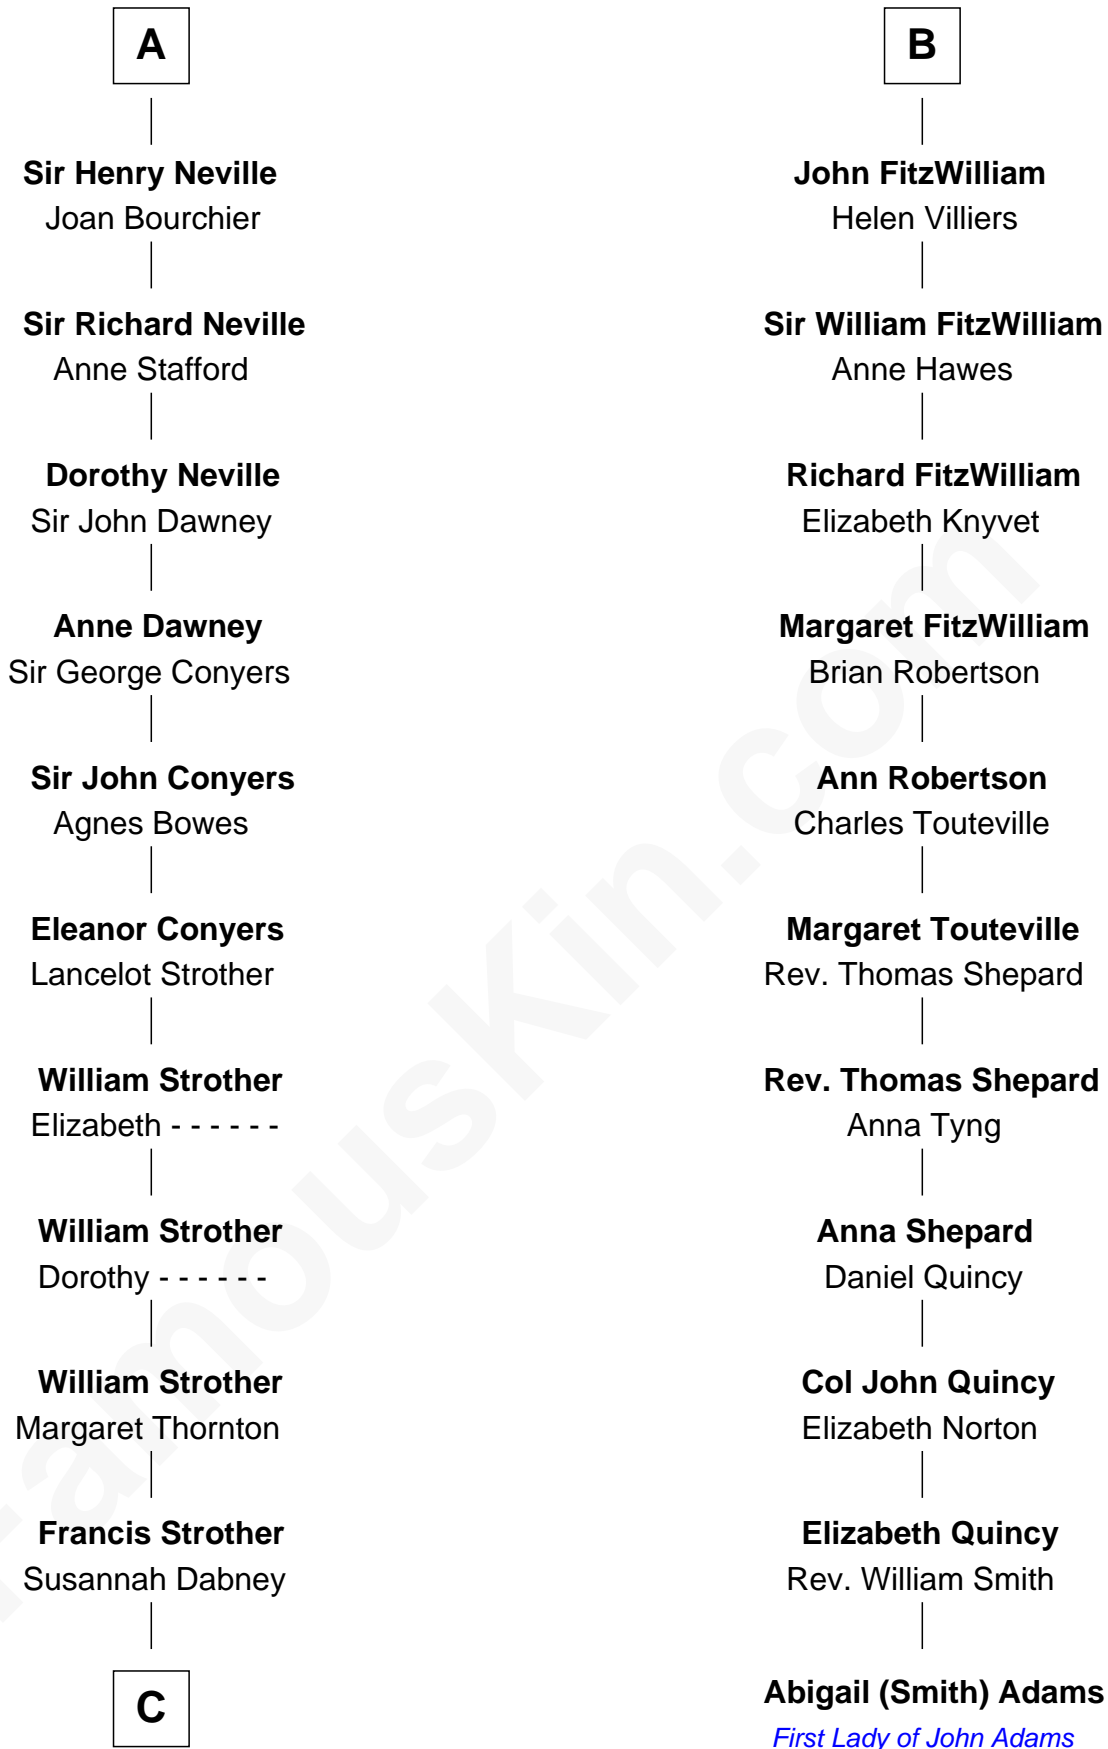 A
Sir Henry Neville
Joan Bourchier
Sir Richard Neville
Anne Stafford
Dorothy Neville
Sir John Dawney
Anne Dawney
Sir George Conyers
Sir John Conyers
Agnes Bowes
Eleanor Conyers
Lancelot Strother
William Strother
Elizabeth - - - - - -
William Strother
Dorothy - - - - - -
William Strother
Margaret Thornton
Francis Strother
Susannah Dabney
C
B
John FitzWilliam
Helen Villiers
Sir William FitzWilliam
Anne Hawes
Richard FitzWilliam
Elizabeth Knyvet
Margaret FitzWilliam
Brian Robertson
Ann Robertson
Charles Touteville
Margaret Touteville
Rev. Thomas Shepard
Rev. Thomas Shepard
Anna Tyng
Anna Shepard
Daniel Quincy
Col John Quincy
Elizabeth Norton
Elizabeth Quincy
Rev. William Smith
Abigail (Smith) Adams
First Lady of John Adams
FamousKin.com